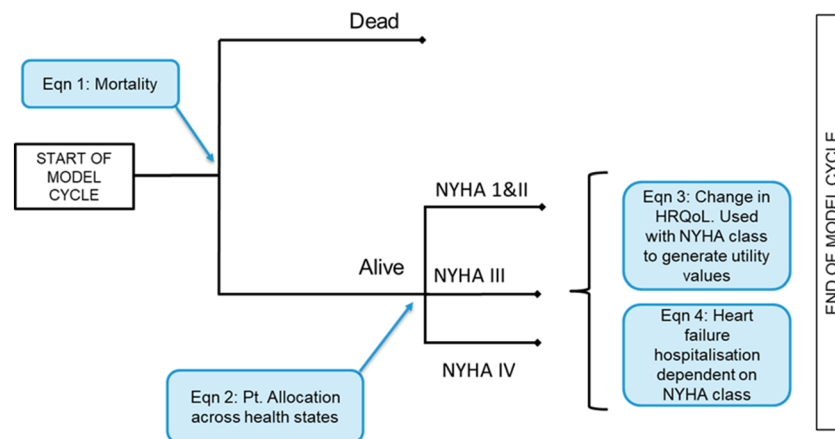 Dead
Eqn 1: Mortality
START OF
MODEL
CYCLE
NYHA 1&II
Alive
NYHA III
NYHA IV
Eqn 2: Pt. Allocation
across health states
Eqn 3: Change in
HRQoL. Used
with NYHA class
to generate utility
values
Eqn 4: Heart
failure
hospitalisation
dependent on
NYHA class
END OF MODEL CYCLE